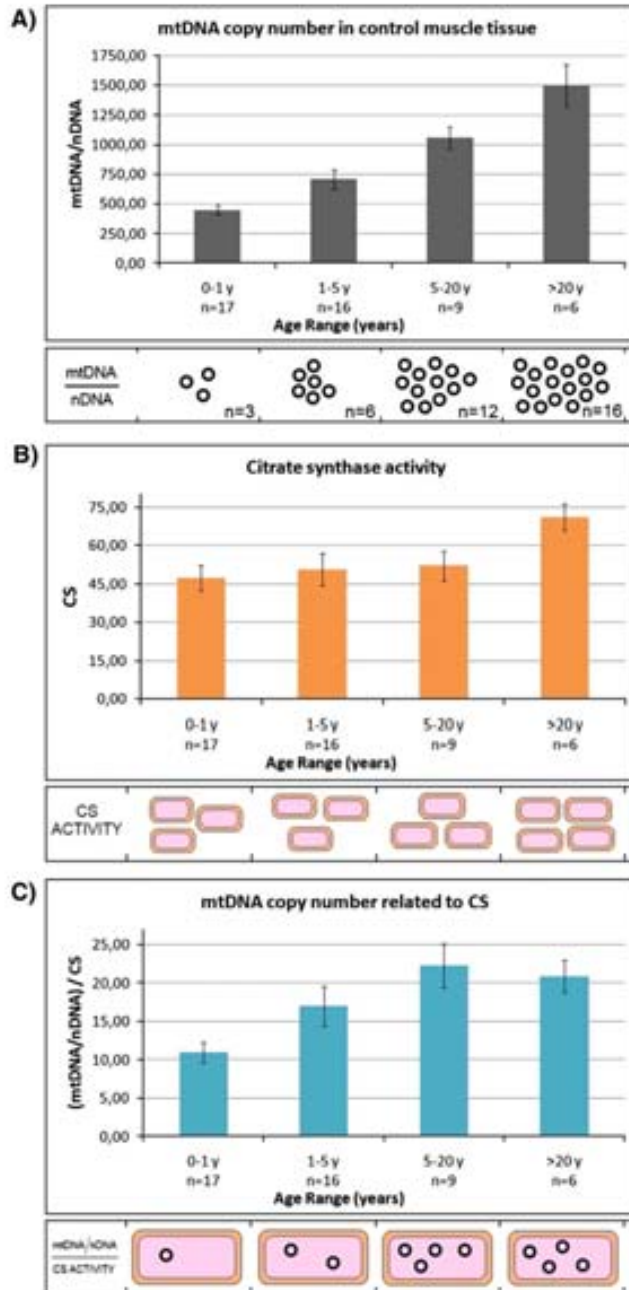 A)
mtDNA copy number in control muscle tissue
mtDNA/nDNA
1750,00
1500,00
1250,00
1000,00
750,00
500,00
250,00
0,00
0-1 y 1-5 y 5-20 y >20 y
n=17 n=16 n=9 n=6
Age Range (years)
mtDNA
nDNA
n=3 n=6 n=12 n=16
B)
Citrate synthase activity
CS
75,00
60,00
45,00
30,00
15,00
0,00
0-1 y 1-5 y 5-20 y >20 y
n=17 n=16 n=9 n=6
Age Range (years)
CS
ACTIVITY
C)
mtDNA copy number related to CS
(mtDNA/nDNA) / CS
25,00
20,00
15,00
10,00
5,00
0,00
0-1 y 1-5 y 5-20 y >20 y
n=17 n=16 n=9 n=6
Age Range (years)
mtDNA/nDNA
CS ACTIVITY